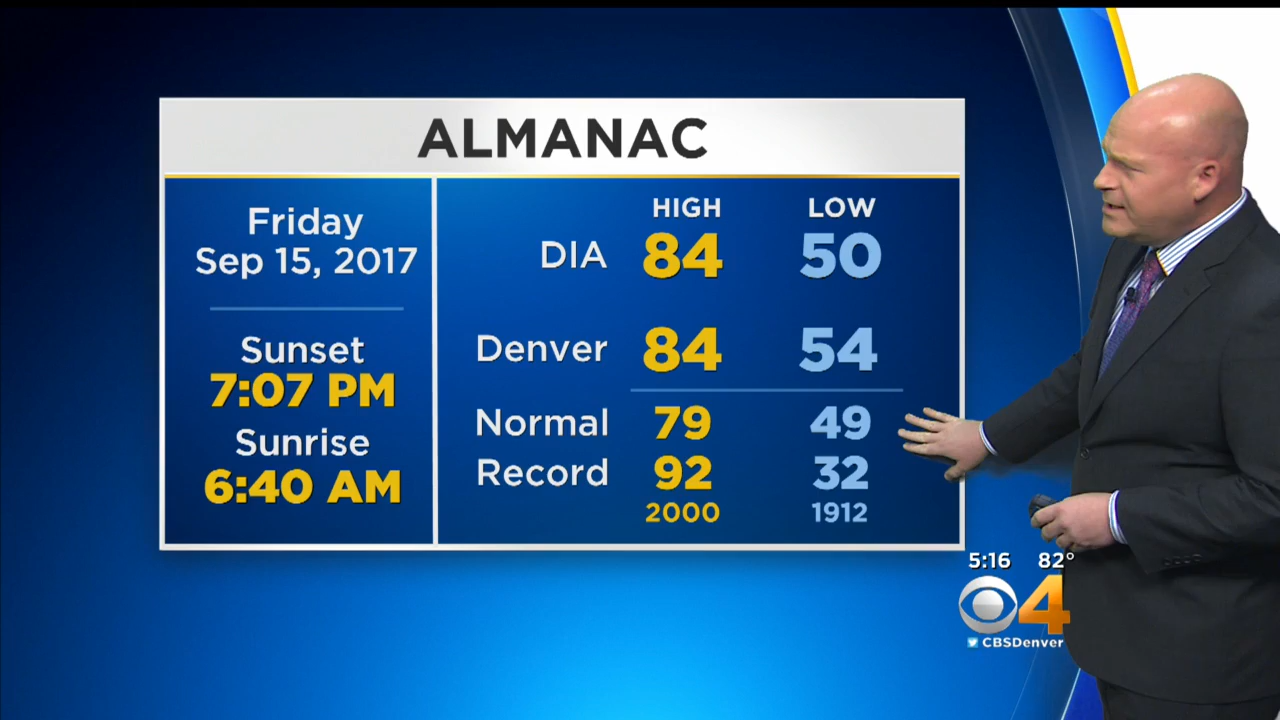 ALMANAC
Friday
Sep 15, 2017
Sunset
7:07 PM
Sunrise
6:40 AM
HIGH LOW
DIA 84 50
Denver 84 54
Normal 79 49
Record 92 32
2000 1912
5:16 82°
4
CBSDenver